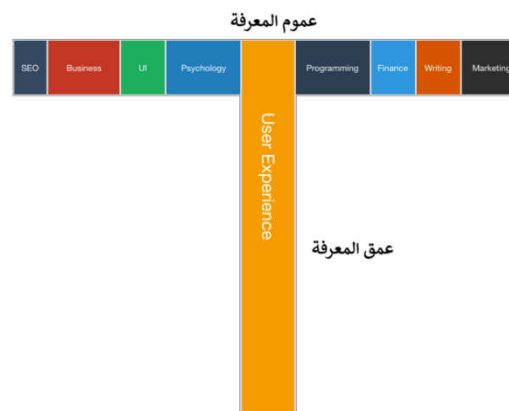 عموم المعرفة
SEO Business UI Psychology Programming Finance Writing Marketing
User Experience
عمق المعرفة